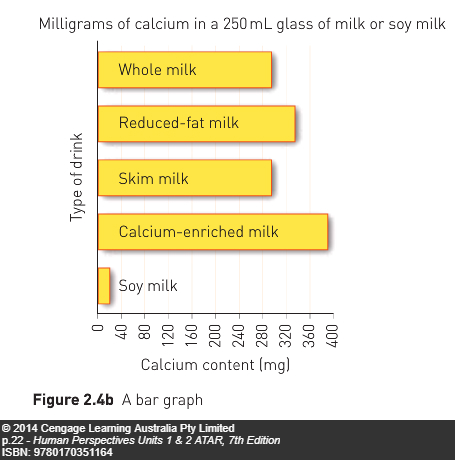 Milligrams of calcium in a 250 mL glass of milk or soy milk
Type of drink
Whole milk
Reduced-fat milk
Skim milk
Calcium-enriched milk
Soy milk
0 40 80 120 160 200 240 280 320 360 400
Calcium content (mg)
Figure 2.4b A bar graph
© 2014 Cengage Learning Australia Pty Limited
p.22 - Human Perspectives Units 1 & 2 ATAR, 7th Edition
ISBN: 9780170351164